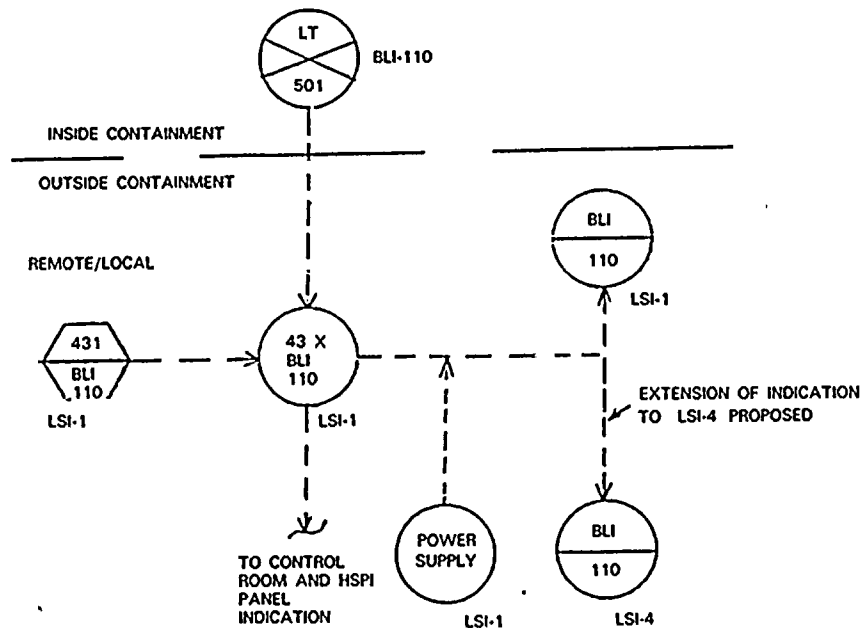 LT
501
BLI-110
INSIDE CONTAINMENT
OUTSIDE CONTAINMENT
BLI
110
LSI-1
REMOTE/LOCAL
431
BLI
110
LSI-1
43 X
BLI
110
LSI-1
EXTENSION OF INDICATION
TO LSI-4 PROPOSED
TO CONTROL
ROOM AND HSPI
PANEL
INDICATION
POWER
SUPPLY
LSI-1
BLI
110
LSI-4